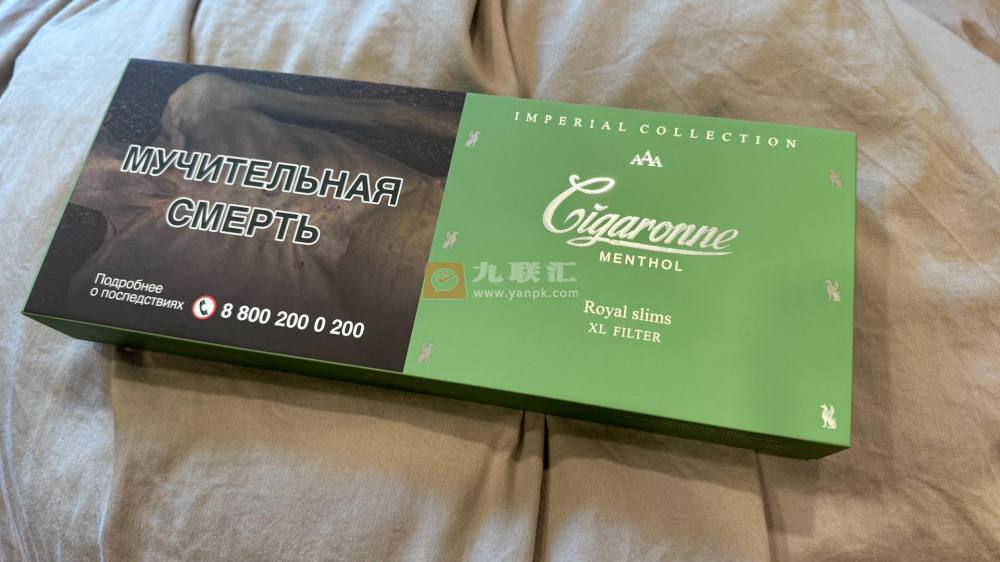 МУЧИТЕЛЬНАЯ
СМЕРТЬ
Подробнее
о последствиях
8 800 200 0 200
IMPERIAL COLLECTION
AAA
Cigaronne
MENTHOL
Royal slims
XL FILTER
九联汇
www.yanpk.com